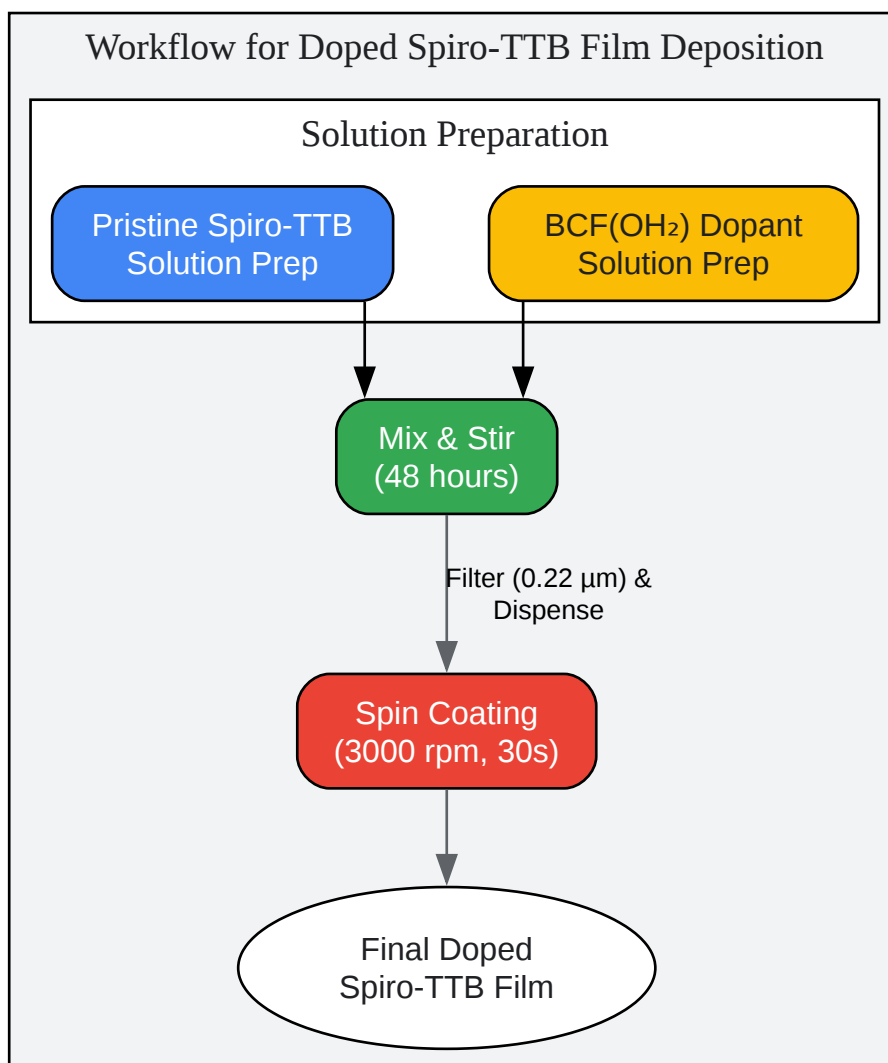 Workflow for Doped Spiro-TTB Film Deposition
Solution Preparation
Pristine Spiro-TTB
Solution Prep
BCF(OH₂) Dopant
Solution Prep
Mix & Stir
(48 hours)
Filter (0.22 µm) &
Dispense
Spin Coating
(3000 rpm, 30s)
Final Doped
Spiro-TTB Film